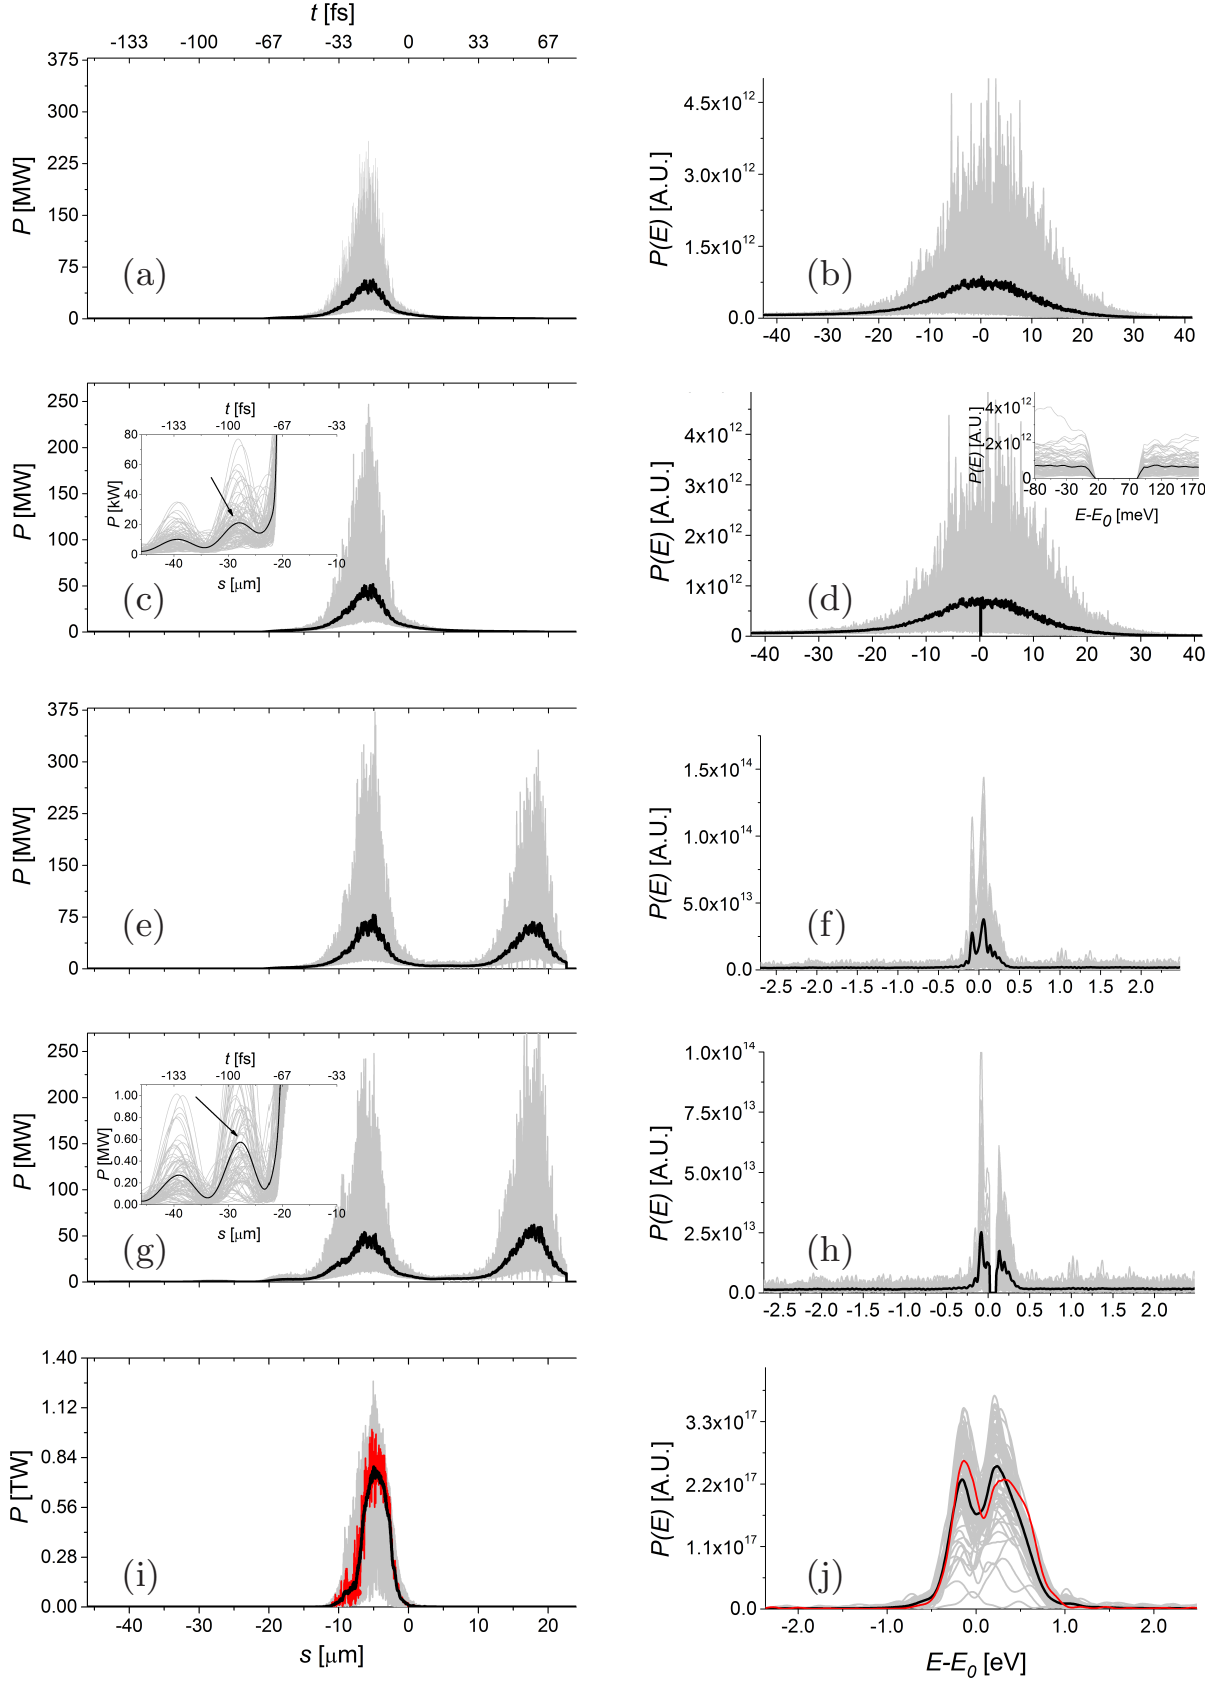 t [fs]
-133 -100 -67 -33 0 33 67
375
300
225
150
75
0
P [MW]
(a)
4.5x10^12
3.0x10^12
1.5x10^12
0.0
P(E) [A.U.]
(b)
-40 -30 -20 -10 -0 10 20 30 40
250
200
150
100
50
0
P [MW]
(c)
t [fs]
-133 -100 -67 -33
80
60
40
20
0
P [kW]
-40 -30 -20 -10
s [μm]
4x10^12
3x10^12
2x10^12
1x10^12
0
P(E) [A.U.]
(d)
4x10^12
2x10^12
0
P(E) [A.U.]
-80 -30 20 70 120 170
E-E0 [meV]
-40 -30 -20 -10 -0 10 20 30 40
375
300
225
150
75
0
P [MW]
(e)
1.5x10^14
1.0x10^14
5.0x10^13
0.0
P(E) [A.U.]
(f)
-2.5 -2.0 -1.5 -1.0 -0.5 0.0 0.5 1.0 1.5 2.0
250
200
150
100
50
0
P [MW]
(g)
t [fs]
-133 -100 -67 -33
1.00
0.80
0.60
0.40
0.20
0.00
P [MW]
-40 -30 -20 -10
s [μm]
1.0x10^14
7.5x10^13
5.0x10^13
2.5x10^13
0.0
P(E) [A.U.]
(h)
-2.5 -2.0 -1.5 -1.0 -0.5 0.0 0.5 1.0 1.5 2.0
1.40
1.12
0.84
0.56
0.28
0.00
P [TW]
(i)
-40 -30 -20 -10 0 10 20
s [μm]
3.3x10^17
2.2x10^17
1.1x10^17
0.0
P(E) [A.U.]
(j)
-2.0 -1.0 0.0 1.0 2.0
E-E0 [eV]